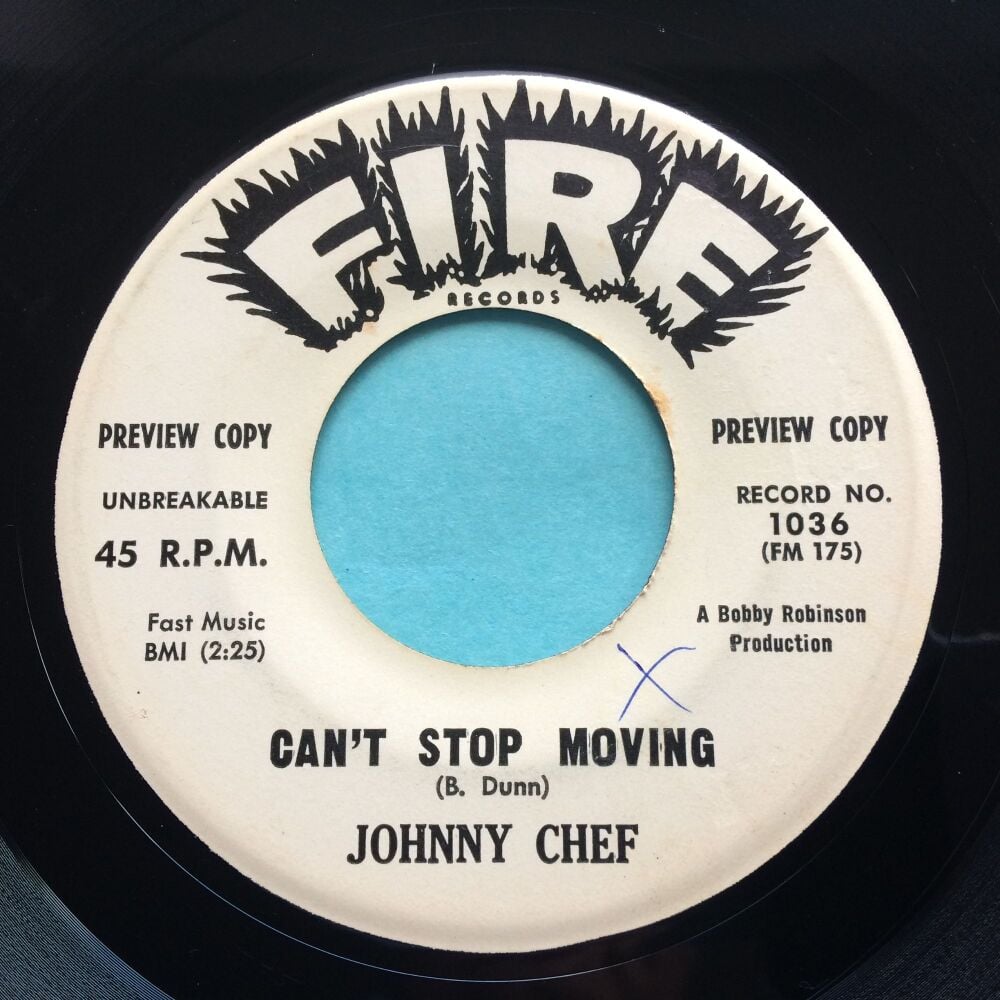 FIRE
RECORDS
PREVIEW COPY
UNBREAKABLE
45 R.P.M.
Fast Music
BMI (2:25)
PREVIEW COPY
RECORD NO.
1036
(FM 175)
A Bobby Robinson
Production
X
CAN'T STOP MOVING
(B. Dunn)
JOHNNY CHEF